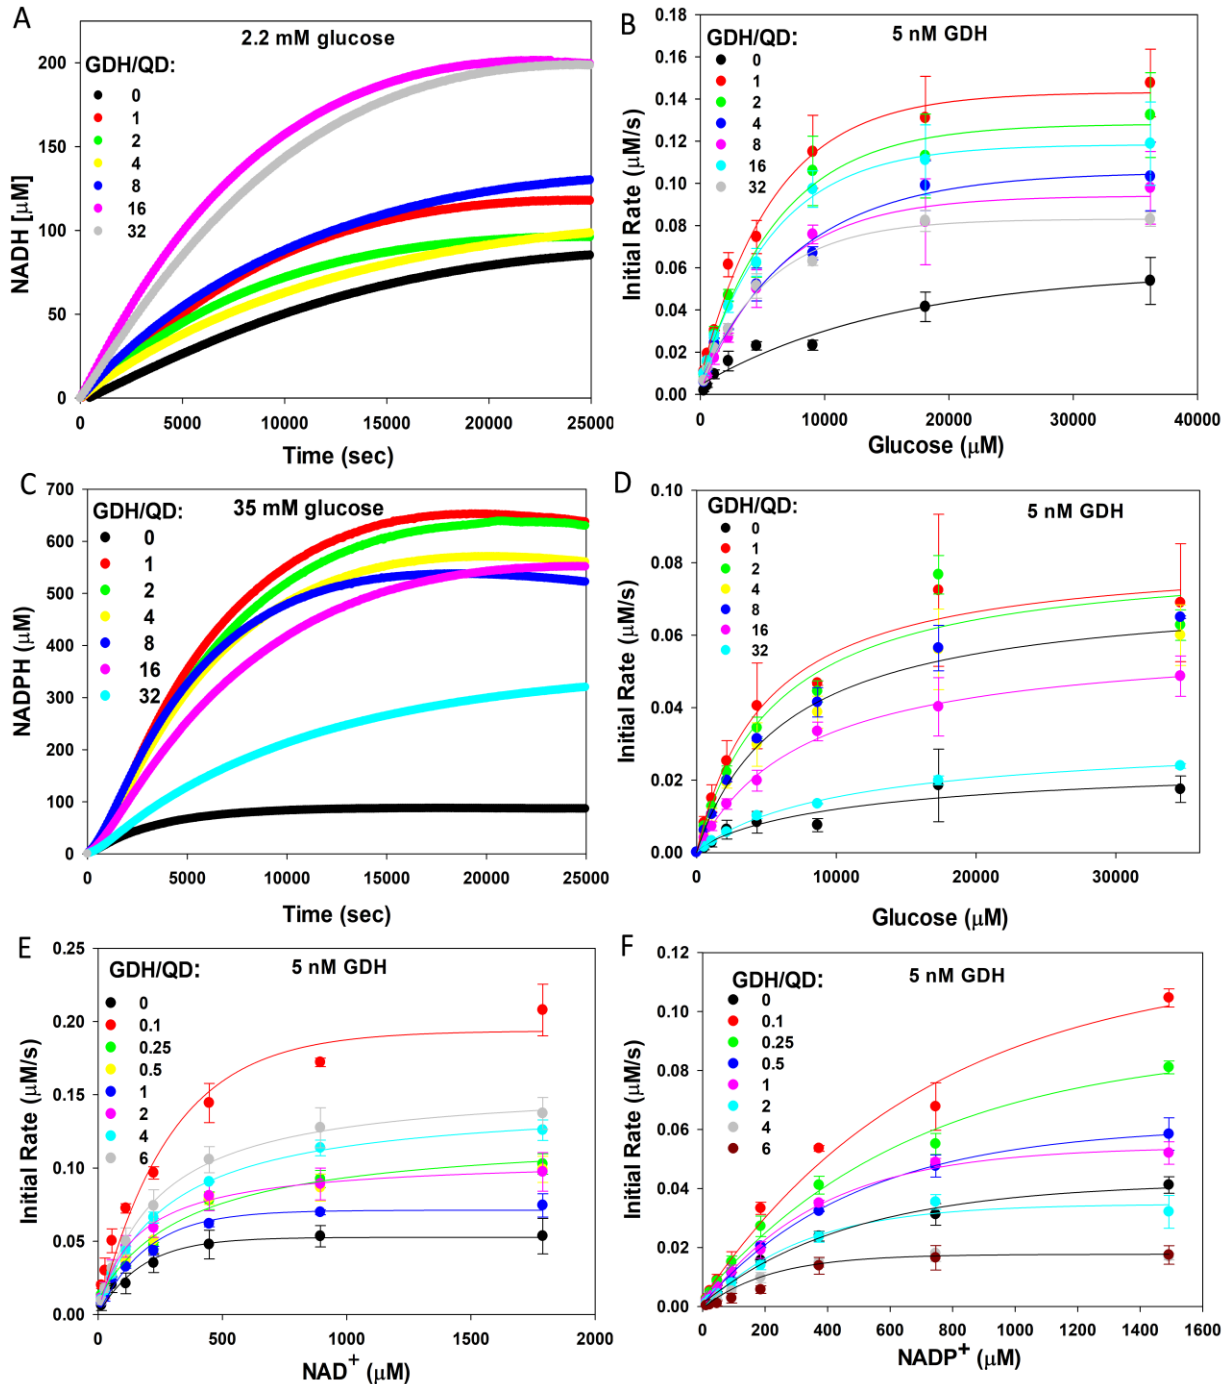 A
2.2 mM glucose
GDH/QD:
0
1
2
4
8
16
32
NADH [μM]
200
150
100
50
0
0 5000 10000 15000 20000 25000
Time (sec)
B
5 nM GDH
GDH/QD:
0
1
2
4
8
16
32
Initial Rate (μM/s)
0.16
0.14
0.12
0.10
0.08
0.06
0.04
0.02
0.00
0 10000 20000 30000 40000
Glucose (μM)
C
35 mM glucose
GDH/QD:
0
1
2
4
8
16
32
NADPH (μM)
700
600
500
400
300
200
100
0
0 5000 10000 15000 20000 25000
Time (sec)
D
5 nM GDH
GDH/QD:
0
1
2
4
8
16
32
Initial Rate (μM/s)
0.10
0.08
0.06
0.04
0.02
0.00
0 10000 20000 30000
Glucose (μM)
E
5 nM GDH
GDH/QD:
0
0.1
0.25
0.5
1
2
4
6
Initial Rate (μM/s)
0.25
0.20
0.15
0.10
0.05
0.00
0 500 1000 1500 2000
NAD+ (μM)
F
5 nM GDH
GDH/QD:
0
0.1
0.25
0.5
1
2
4
6
Initial Rate (μM/s)
0.12
0.10
0.08
0.06
0.04
0.02
0.00
0 200 400 600 800 1000 1200 1400 1600
NADP+ (μM)